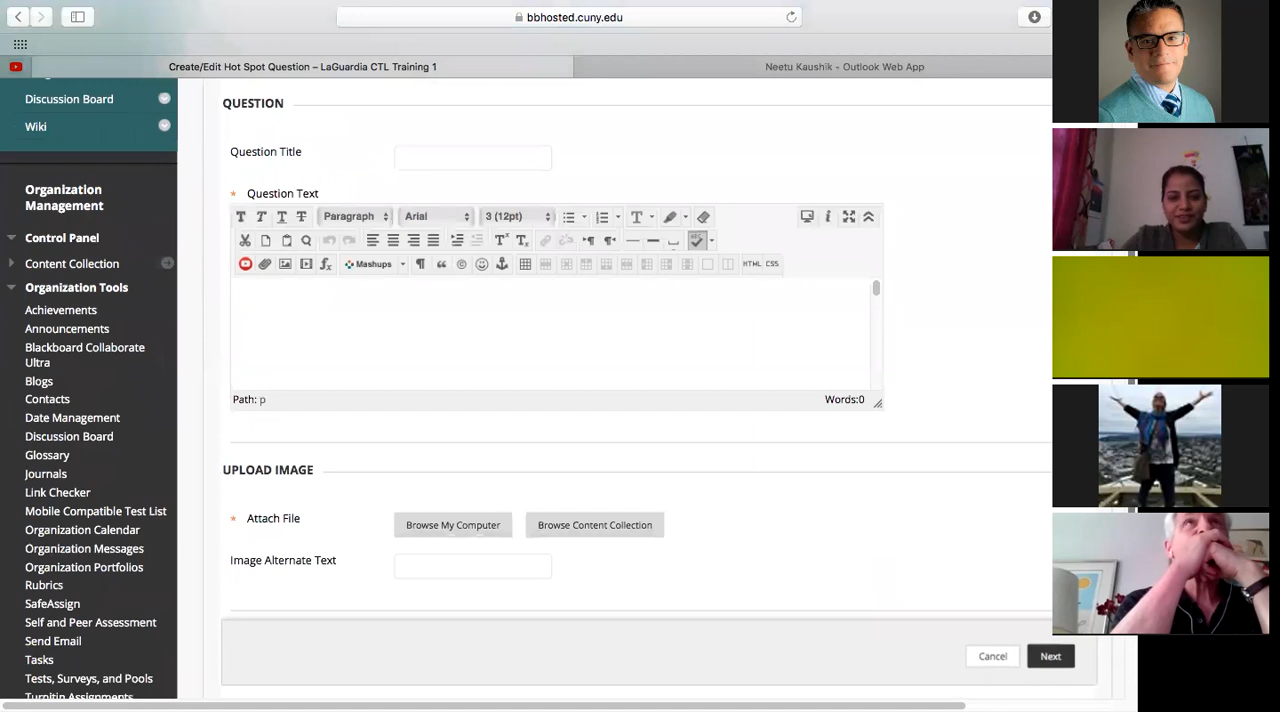 bbhosted.cuny.edu
Create/Edit Hot Spot Question – LaGuardia CTL Training 1
Neetu Kaushik - Outlook Web App
Discussion Board
Wiki
Organization
Management
Control Panel
Content Collection
Organization Tools
Achievements
Announcements
Blackboard Collaborate
Ultra
Blogs
Contacts
Date Management
Discussion Board
Glossary
Journals
Link Checker
Mobile Compatible Test List
Organization Calendar
Organization Messages
Organization Portfolios
Rubrics
SafeAssign
Self and Peer Assessment
Send Email
Tasks
Tests, Surveys, and Pools
Turnitin Assignments
QUESTION
Question Title
* Question Text
T T T T Paragraph Arial 3 (12pt) T
ABC
Mashups HTML CSS
Path: p Words:0
UPLOAD IMAGE
* Attach File Browse My Computer Browse Content Collection
Image Alternate Text
Cancel Next